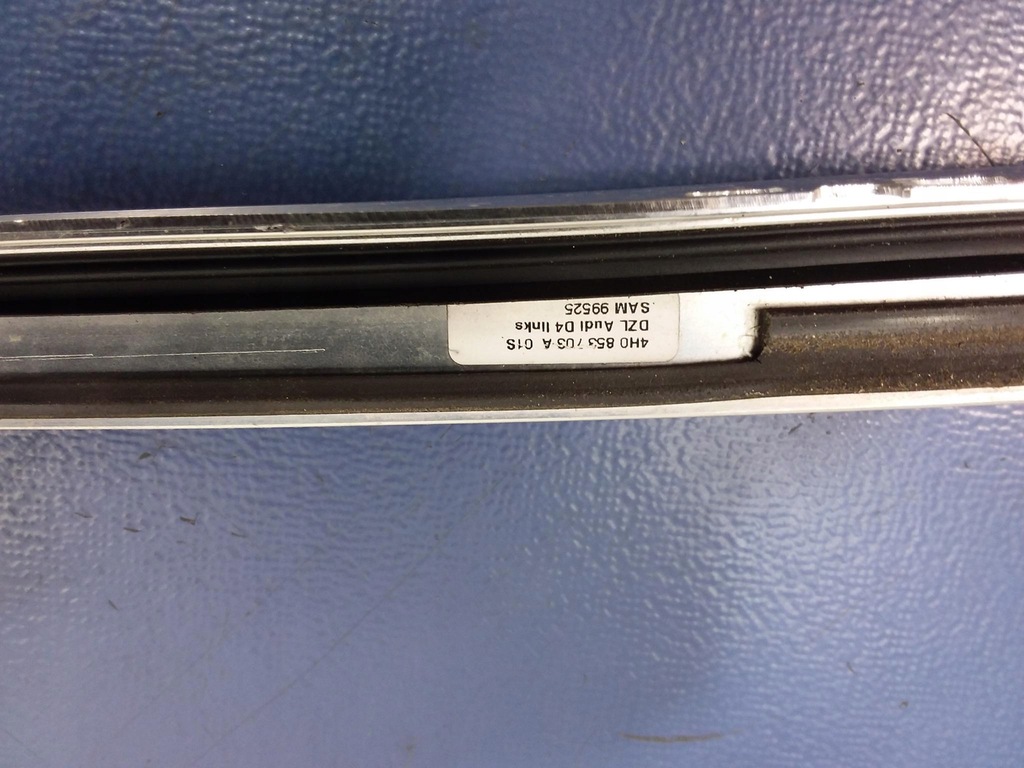 4H0 853 703 A 01S
DZL Audi D4 links
SAM 99525